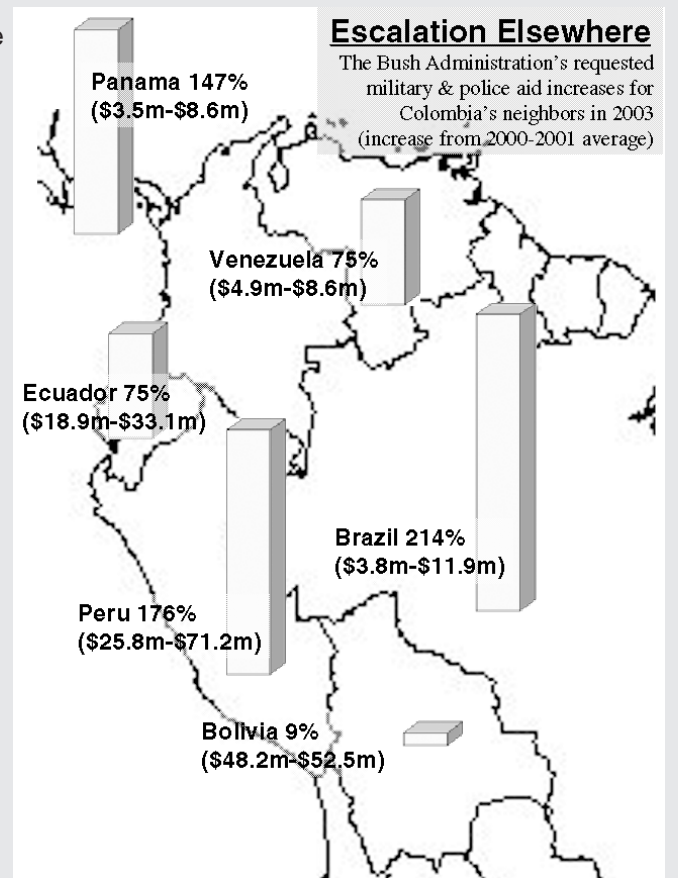 Escalation Elsewhere
The Bush Administration's requested
military & police aid increases for
Colombia's neighbors in 2003
(increase from 2000-2001 average)
Panama 147%
($3.5m-$8.6m)
Venezuela 75%
($4.9m-$8.6m)
Ecuador 75%
($18.9m-$33.1m)
Brazil 214%
($3.8m-$11.9m)
Peru 176%
($25.8m-$71.2m)
Bolivia 9%
($48.2m-$52.5m)